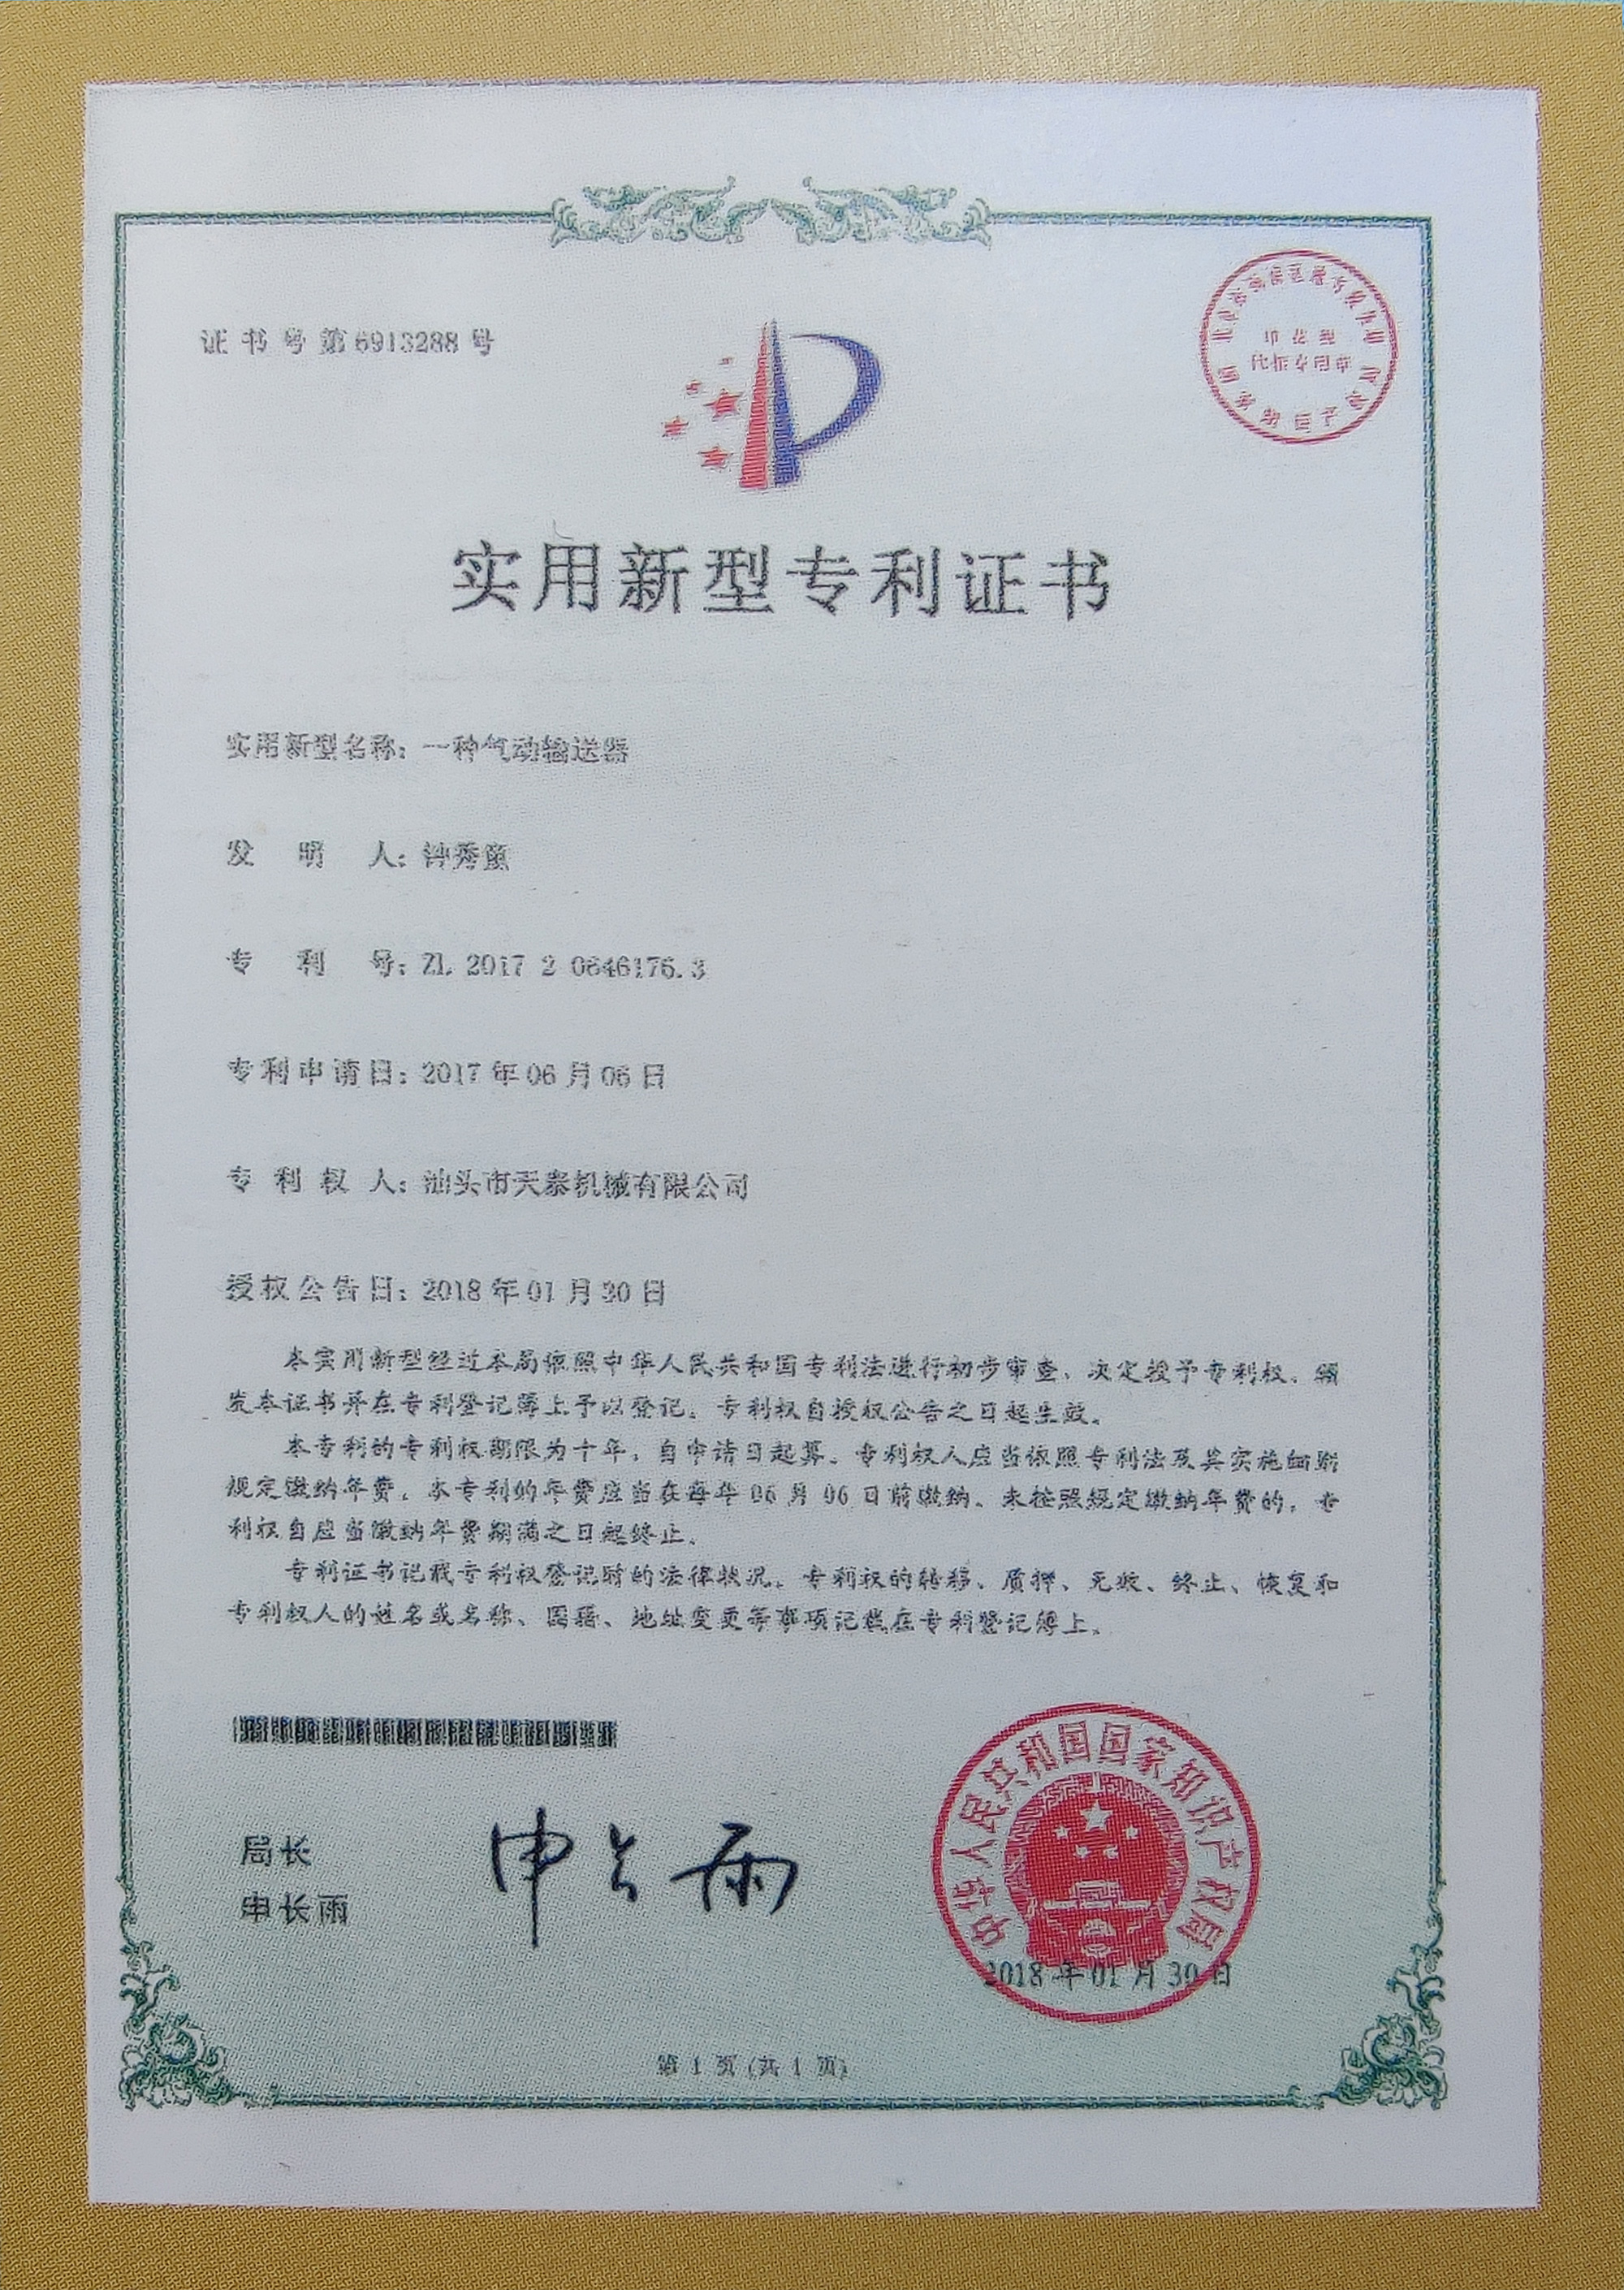 证书号第6913288号
印花税
代扣专用章
实用新型专利证书
实用新型名称：一种气动输送器
发明人：钟秀
专利号：ZL 2017 2 0646176.3
专利申请日：2017年06月06日
专利权人：汕头市天泰机械有限公司
授权公告日：2018年01月30日
本实用新型经过本局依照中华人民共和国专利法进行初步审查，决定授予专利权，颁
发本证书并在专利登记簿上予以登记。专利权自授权公告之日起生效。
本专利的专利权期限为十年，自申请日起算。专利权人应当依照专利法及其实施细则
规定缴纳年费。本专利的年费应当在每年06月06日前缴纳。未按照规定缴纳年费的，专
利权自应当缴纳年费期满之日起终止。
专利证书记载专利权登记时的法律状况。专利权的转移、质押、无效、终止、恢复和
专利权人的姓名或名称、国籍、地址变更等事项记载在专利登记簿上。
局长
申长雨
申长雨
中华人民共和国国家知识产权局
2018年01月30日
第1页(共1页)